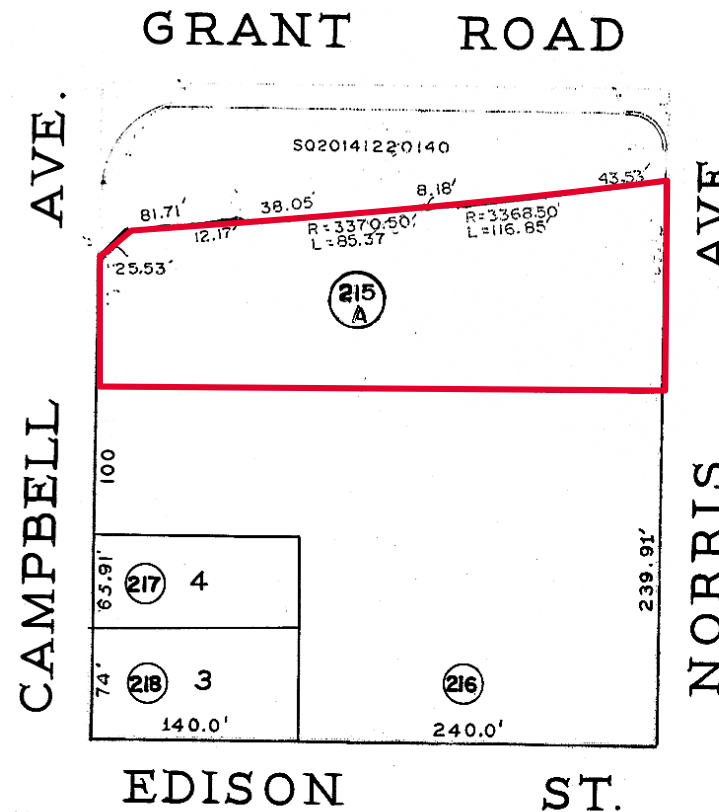 GRANT ROAD
AVE.
SQ20141220140
43.53'
8.18'
81.71'
38.05'
12.17'
R=3370.50'
L=85.37'
R=3368.50'
L=116.85'
AVE
25.53'
215
A
CAMPBELL
100
NORRIS
65.91'
217 4
239.91'
74'
218 3
216
140.0'
240.0'
EDISON ST.